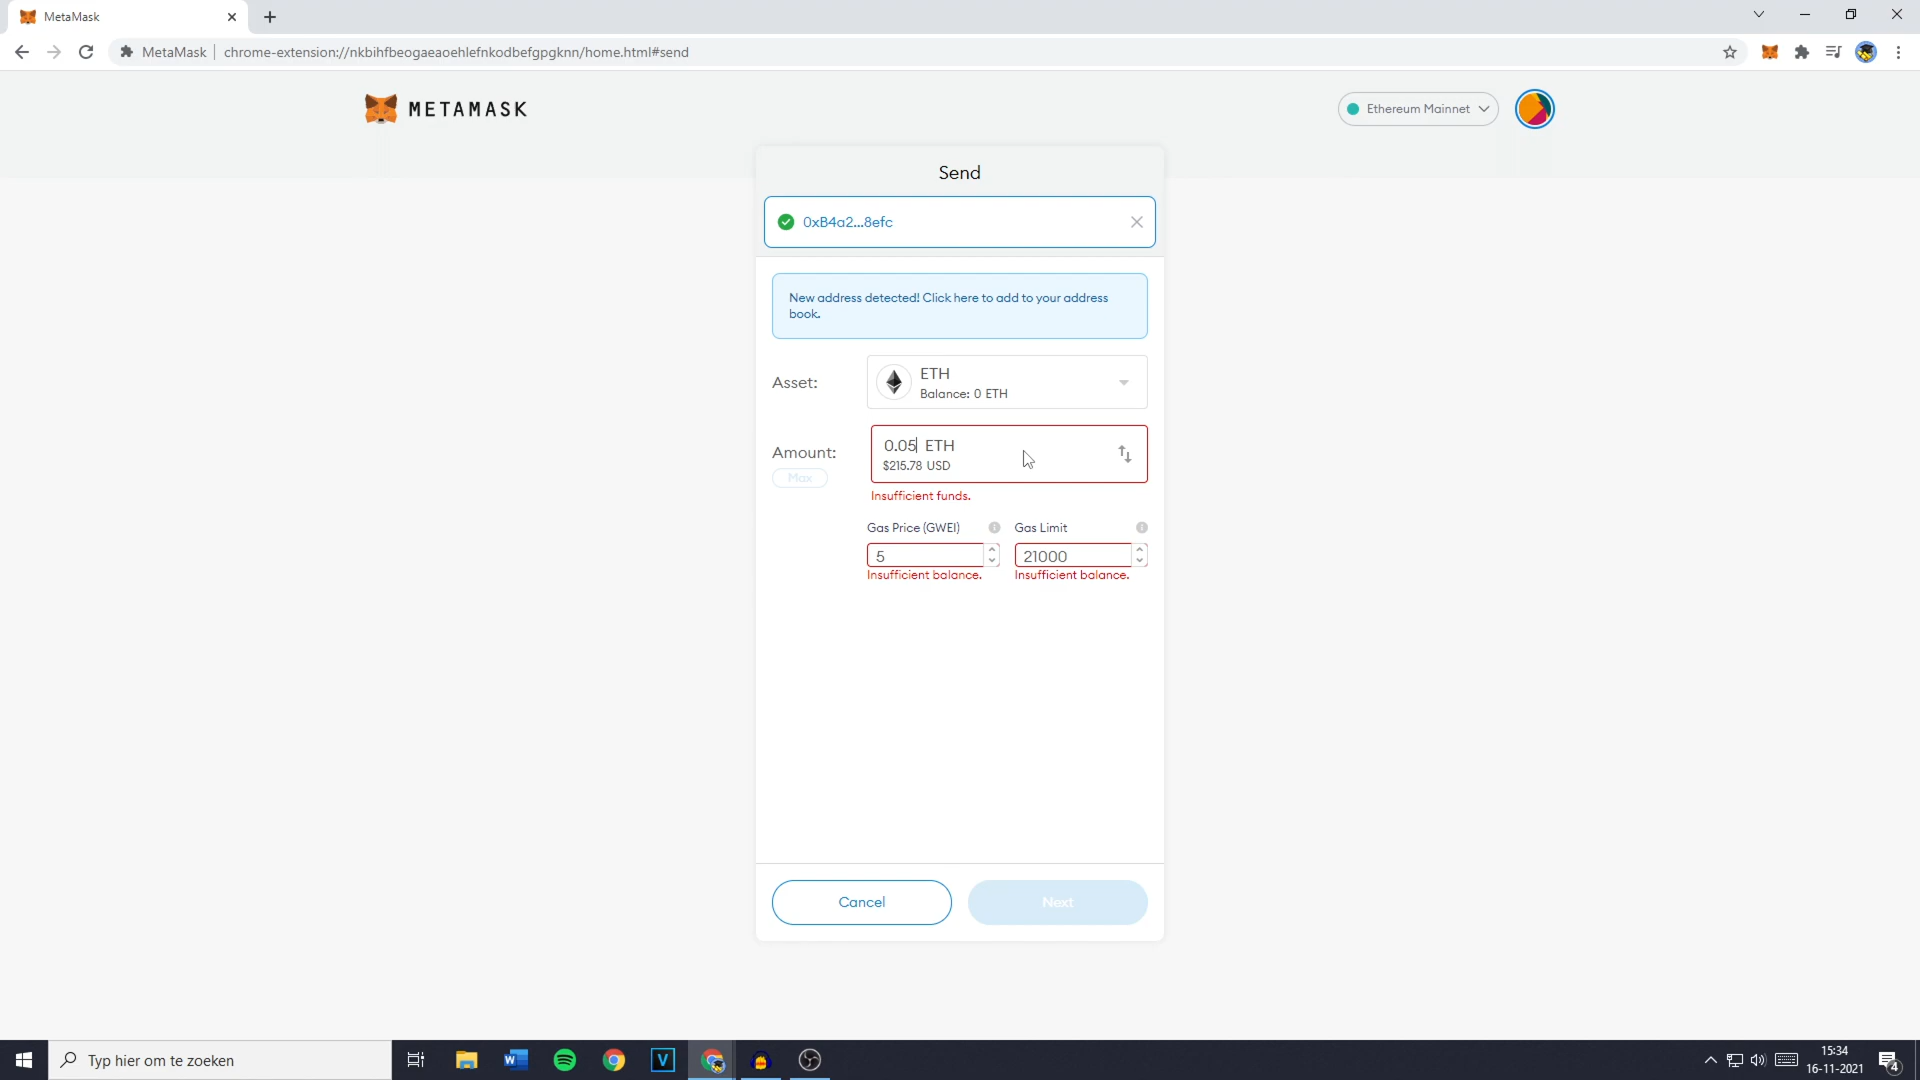 MetaMask
MetaMask
chrome-extension://nkbihfbeogaeaoehlefnkodbefgpgknn/home.html#send
METAMASK
Ethereum Mainnet
Send
0xB4a2...8efc
New address detected! Click here to add to your address
book.
Asset:
ETH
Balance: 0 ETH
Amount:
Max
0.05 ETH
$215.78 USD
Insufficient funds.
Gas Price (GWEI)
Gas Limit
5
21000
Insufficient balance.
Insufficient balance.
Cancel
Next
Typ hier om te zoeken
15:34
16-11-2021
4